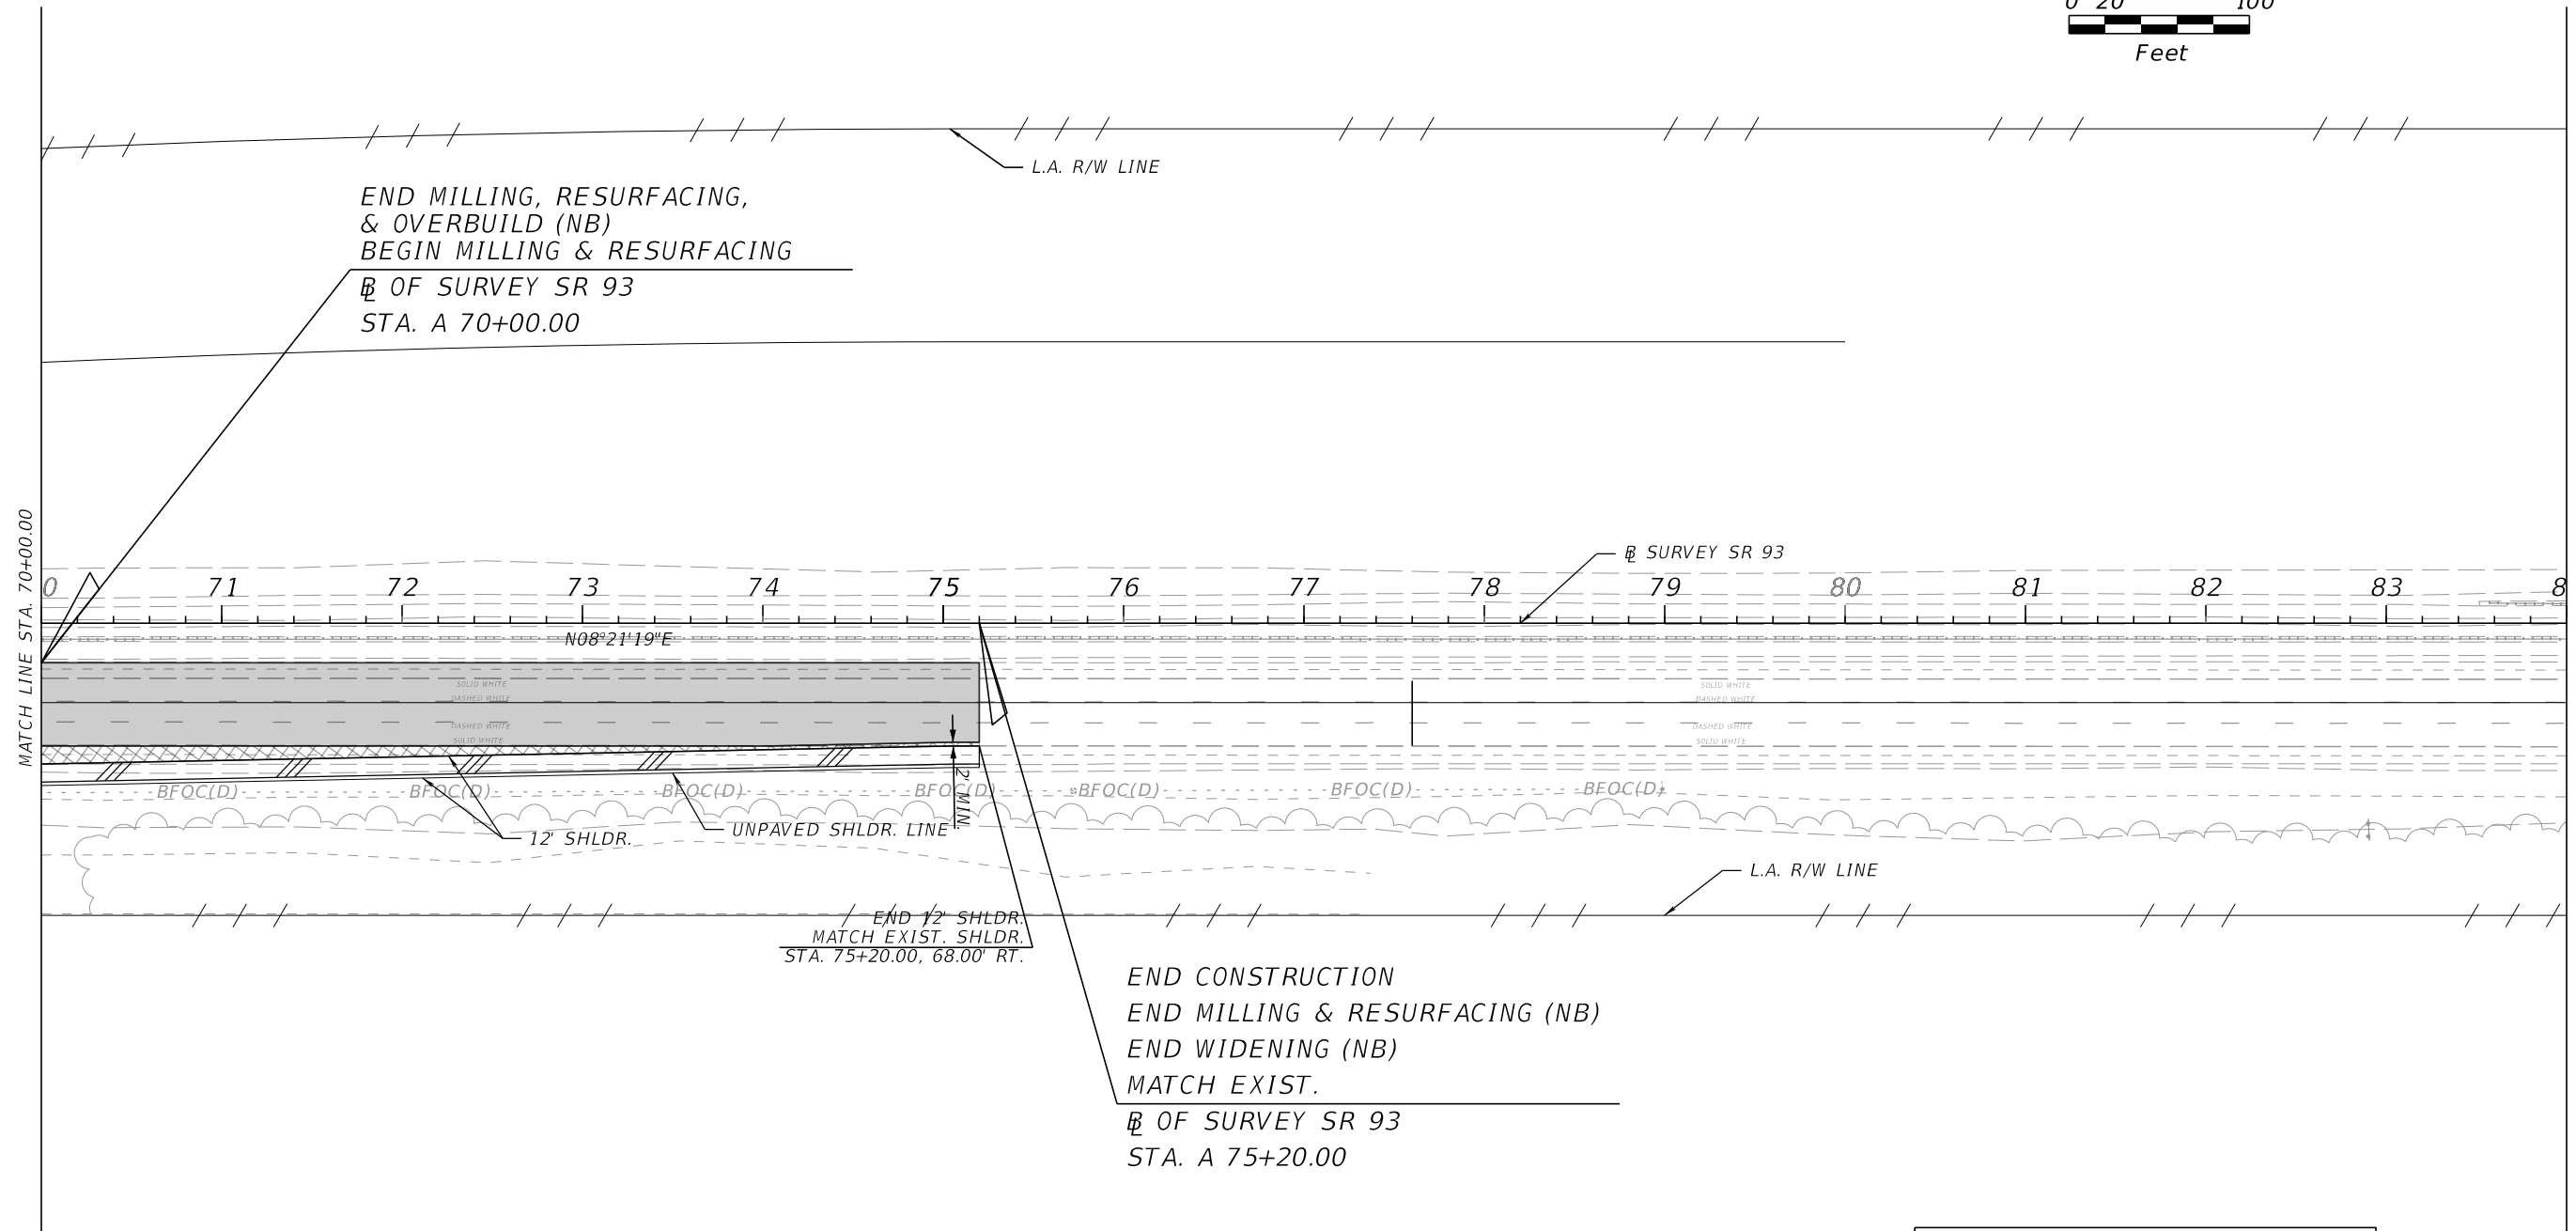 0 20 100
Feet
L.A. R/W LINE
END MILLING, RESURFACING,
& OVERBUILD (NB)
BEGIN MILLING & RESURFACING
BL OF SURVEY SR 93
STA. A 70+00.00
MATCH LINE STA. 70+00.00
BL SURVEY SR 93
0 71 72 73 74 75 76 77 78 79 80 81 82 83 8
N08°21'19"E
SOLID WHITE
DASHED WHITE
DASHED WHITE
SOLID WHITE
SOLID WHITE
DASHED WHITE
DASHED WHITE
SOLID WHITE
BFOC(D) BFOC(D) BFOC(D) BFOC(D) BFOC(D) BFOC(D) BFOC(D)
2' MIN.
12' SHLDR.
UNPAVED SHLDR. LINE
L.A. R/W LINE
END 12' SHLDR.
MATCH EXIST. SHLDR.
STA. 75+20.00, 68.00' RT.
END CONSTRUCTION
END MILLING & RESURFACING (NB)
END WIDENING (NB)
MATCH EXIST.
BL OF SURVEY SR 93
STA. A 75+20.00